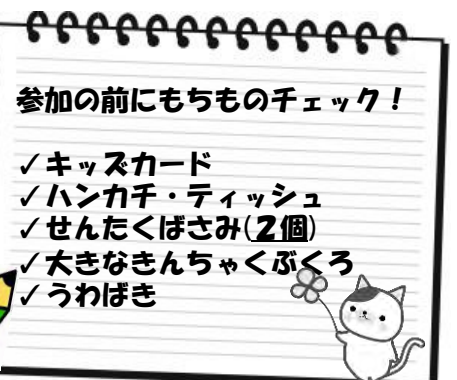 参加の前にもちものチェック！
✓キッズカード
✓ハンカチ・ティッシュ
✓せんたくばさみ(２個)
✓大きなきんちゃくぶくろ
✓うわばき